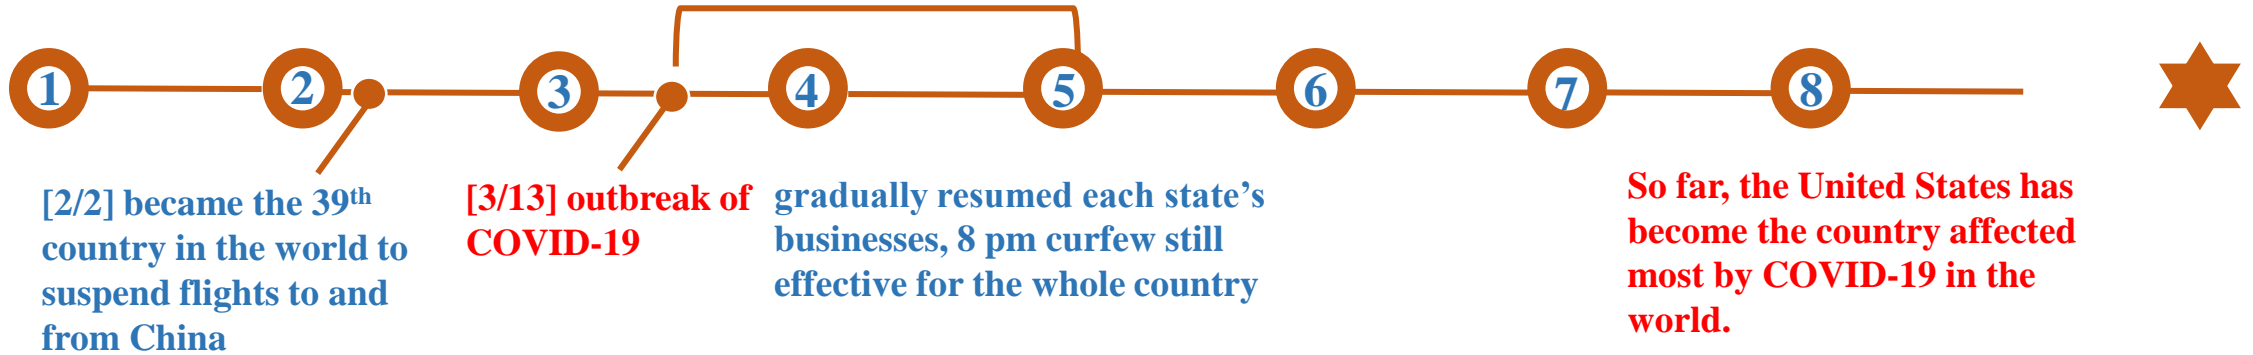 1 2 3 4 5 6 7 8
[2/2] became the 39th
country in the world to
suspend flights to and
from China
[3/13] outbreak of
COVID-19
gradually resumed each state's
businesses, 8 pm curfew still
effective for the whole country
So far, the United States has
become the country affected
most by COVID-19 in the
world.